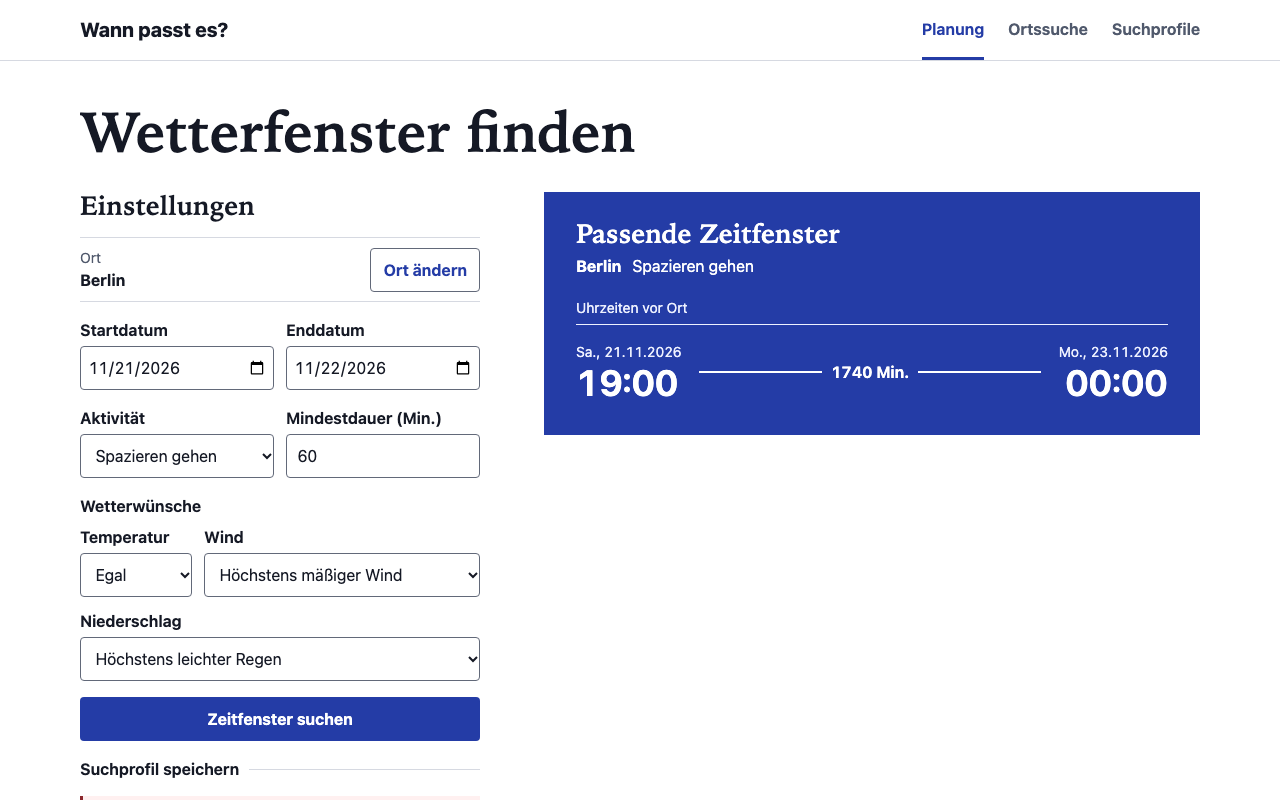 Wann passt es?
Planung Ortssuche Suchprofile
Wetterfenster finden
Einstellungen
Ort
Berlin
Ort ändern
Startdatum Enddatum
11/21/2026 11/22/2026
Aktivität Mindestdauer (Min.)
Spazieren gehen 60
Wetterwünsche
Temperatur Wind
Egal Höchstens mäßiger Wind
Niederschlag
Höchstens leichter Regen
Zeitfenster suchen
Suchprofil speichern
Passende Zeitfenster
Berlin Spazieren gehen
Uhrzeiten vor Ort
Sa., 21.11.2026 Mo., 23.11.2026
19:00 1740 Min. 00:00